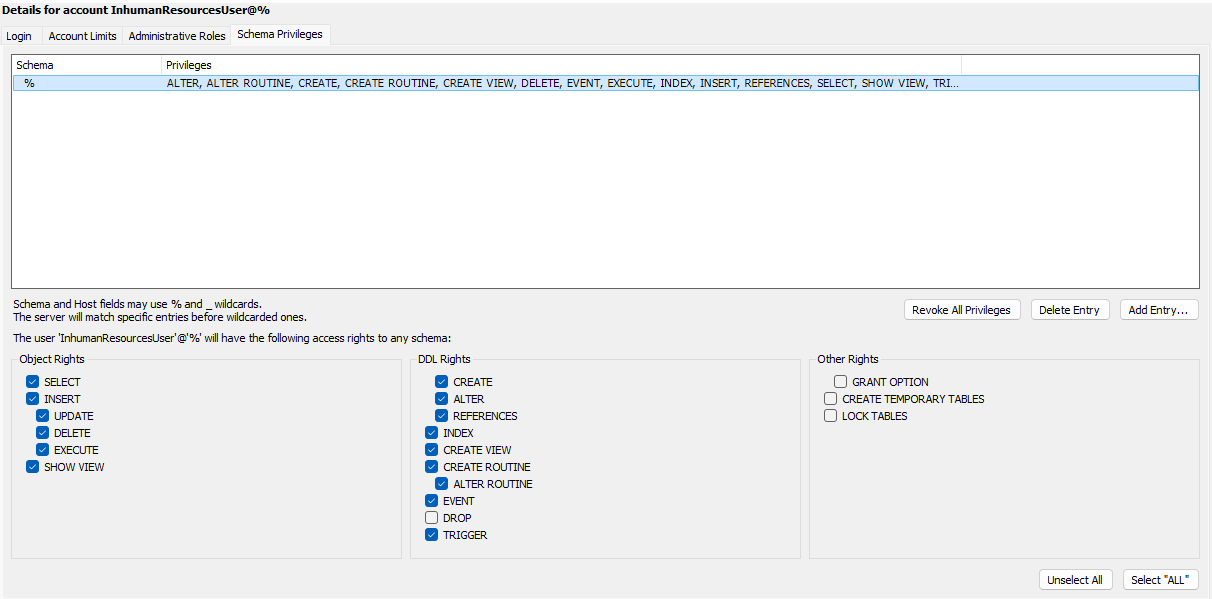 Details for account InhumanResourcesUser@%
Login Account Limits Administrative Roles Schema Privileges
Schema Privileges
% ALTER, ALTER ROUTINE, CREATE, CREATE ROUTINE, CREATE VIEW, DELETE, EVENT, EXECUTE, INDEX, INSERT, REFERENCES, SELECT, SHOW VIEW, TRI...
Schema and Host fields may use % and _ wildcards.
The server will match specific entries before wildcarded ones.
Revoke All Privileges Delete Entry Add Entry...
The user 'InhumanResourcesUser'@'%' will have the following access rights to any schema:
Object Rights
SELECT
INSERT
UPDATE
DELETE
EXECUTE
SHOW VIEW
DDL Rights
CREATE
ALTER
REFERENCES
INDEX
CREATE VIEW
CREATE ROUTINE
ALTER ROUTINE
EVENT
DROP
TRIGGER
Other Rights
GRANT OPTION
CREATE TEMPORARY TABLES
LOCK TABLES
Unselect All Select "ALL"